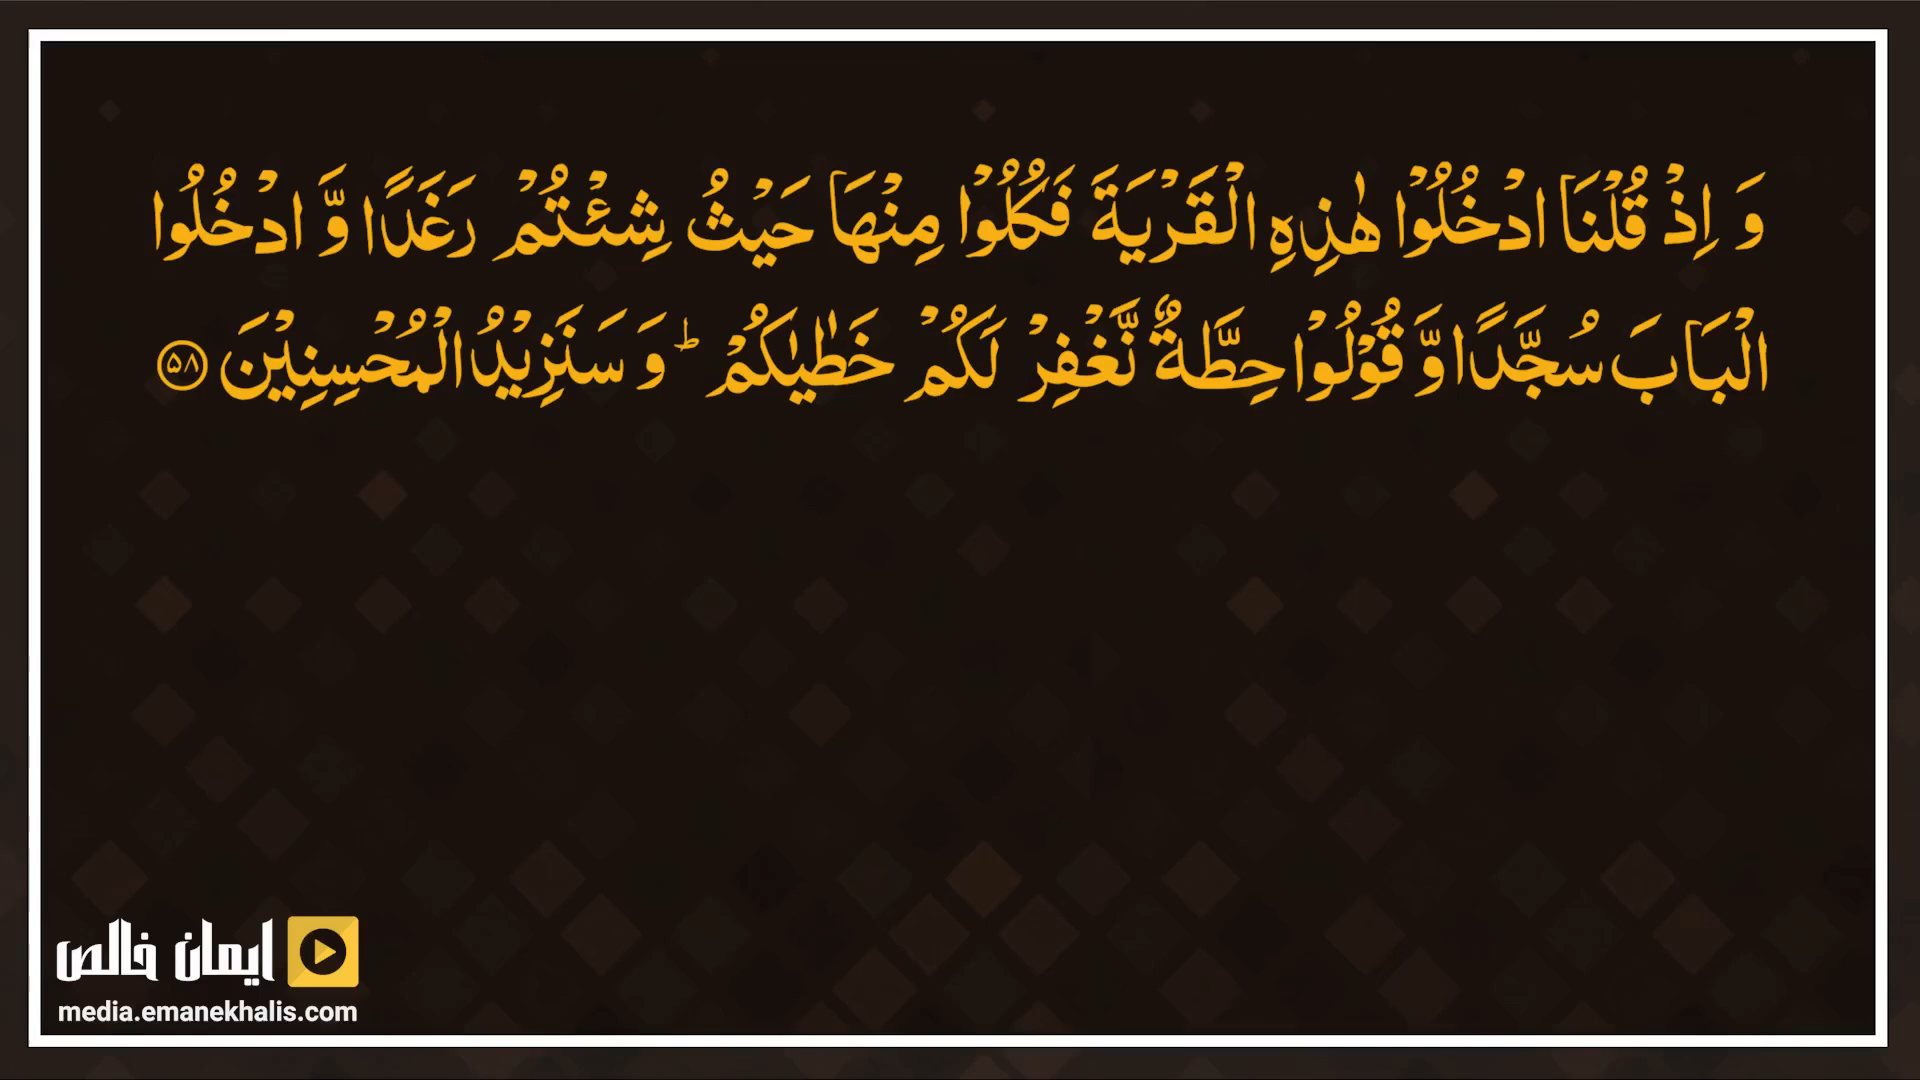 وَ اِذْ قُلْنَا ادْخُلُوْا هٰذِهِ الْقَرْیَةَ فَكُلُوْا مِنْهَا حَیْثُ شِئْتُمْ رَغَدًا وَّ ادْخُلُوا
الْبَابَ سُجَّدًا وَّ قُوْلُوْا حِطَّةٌ نَّغْفِرْ لَكُمْ خَطٰیٰكُمْ ؕ وَ سَنَزِیْدُ الْمُحْسِنِیْنَ ﴿۵۸﴾
ایمان خالص
media.emanekhalis.com